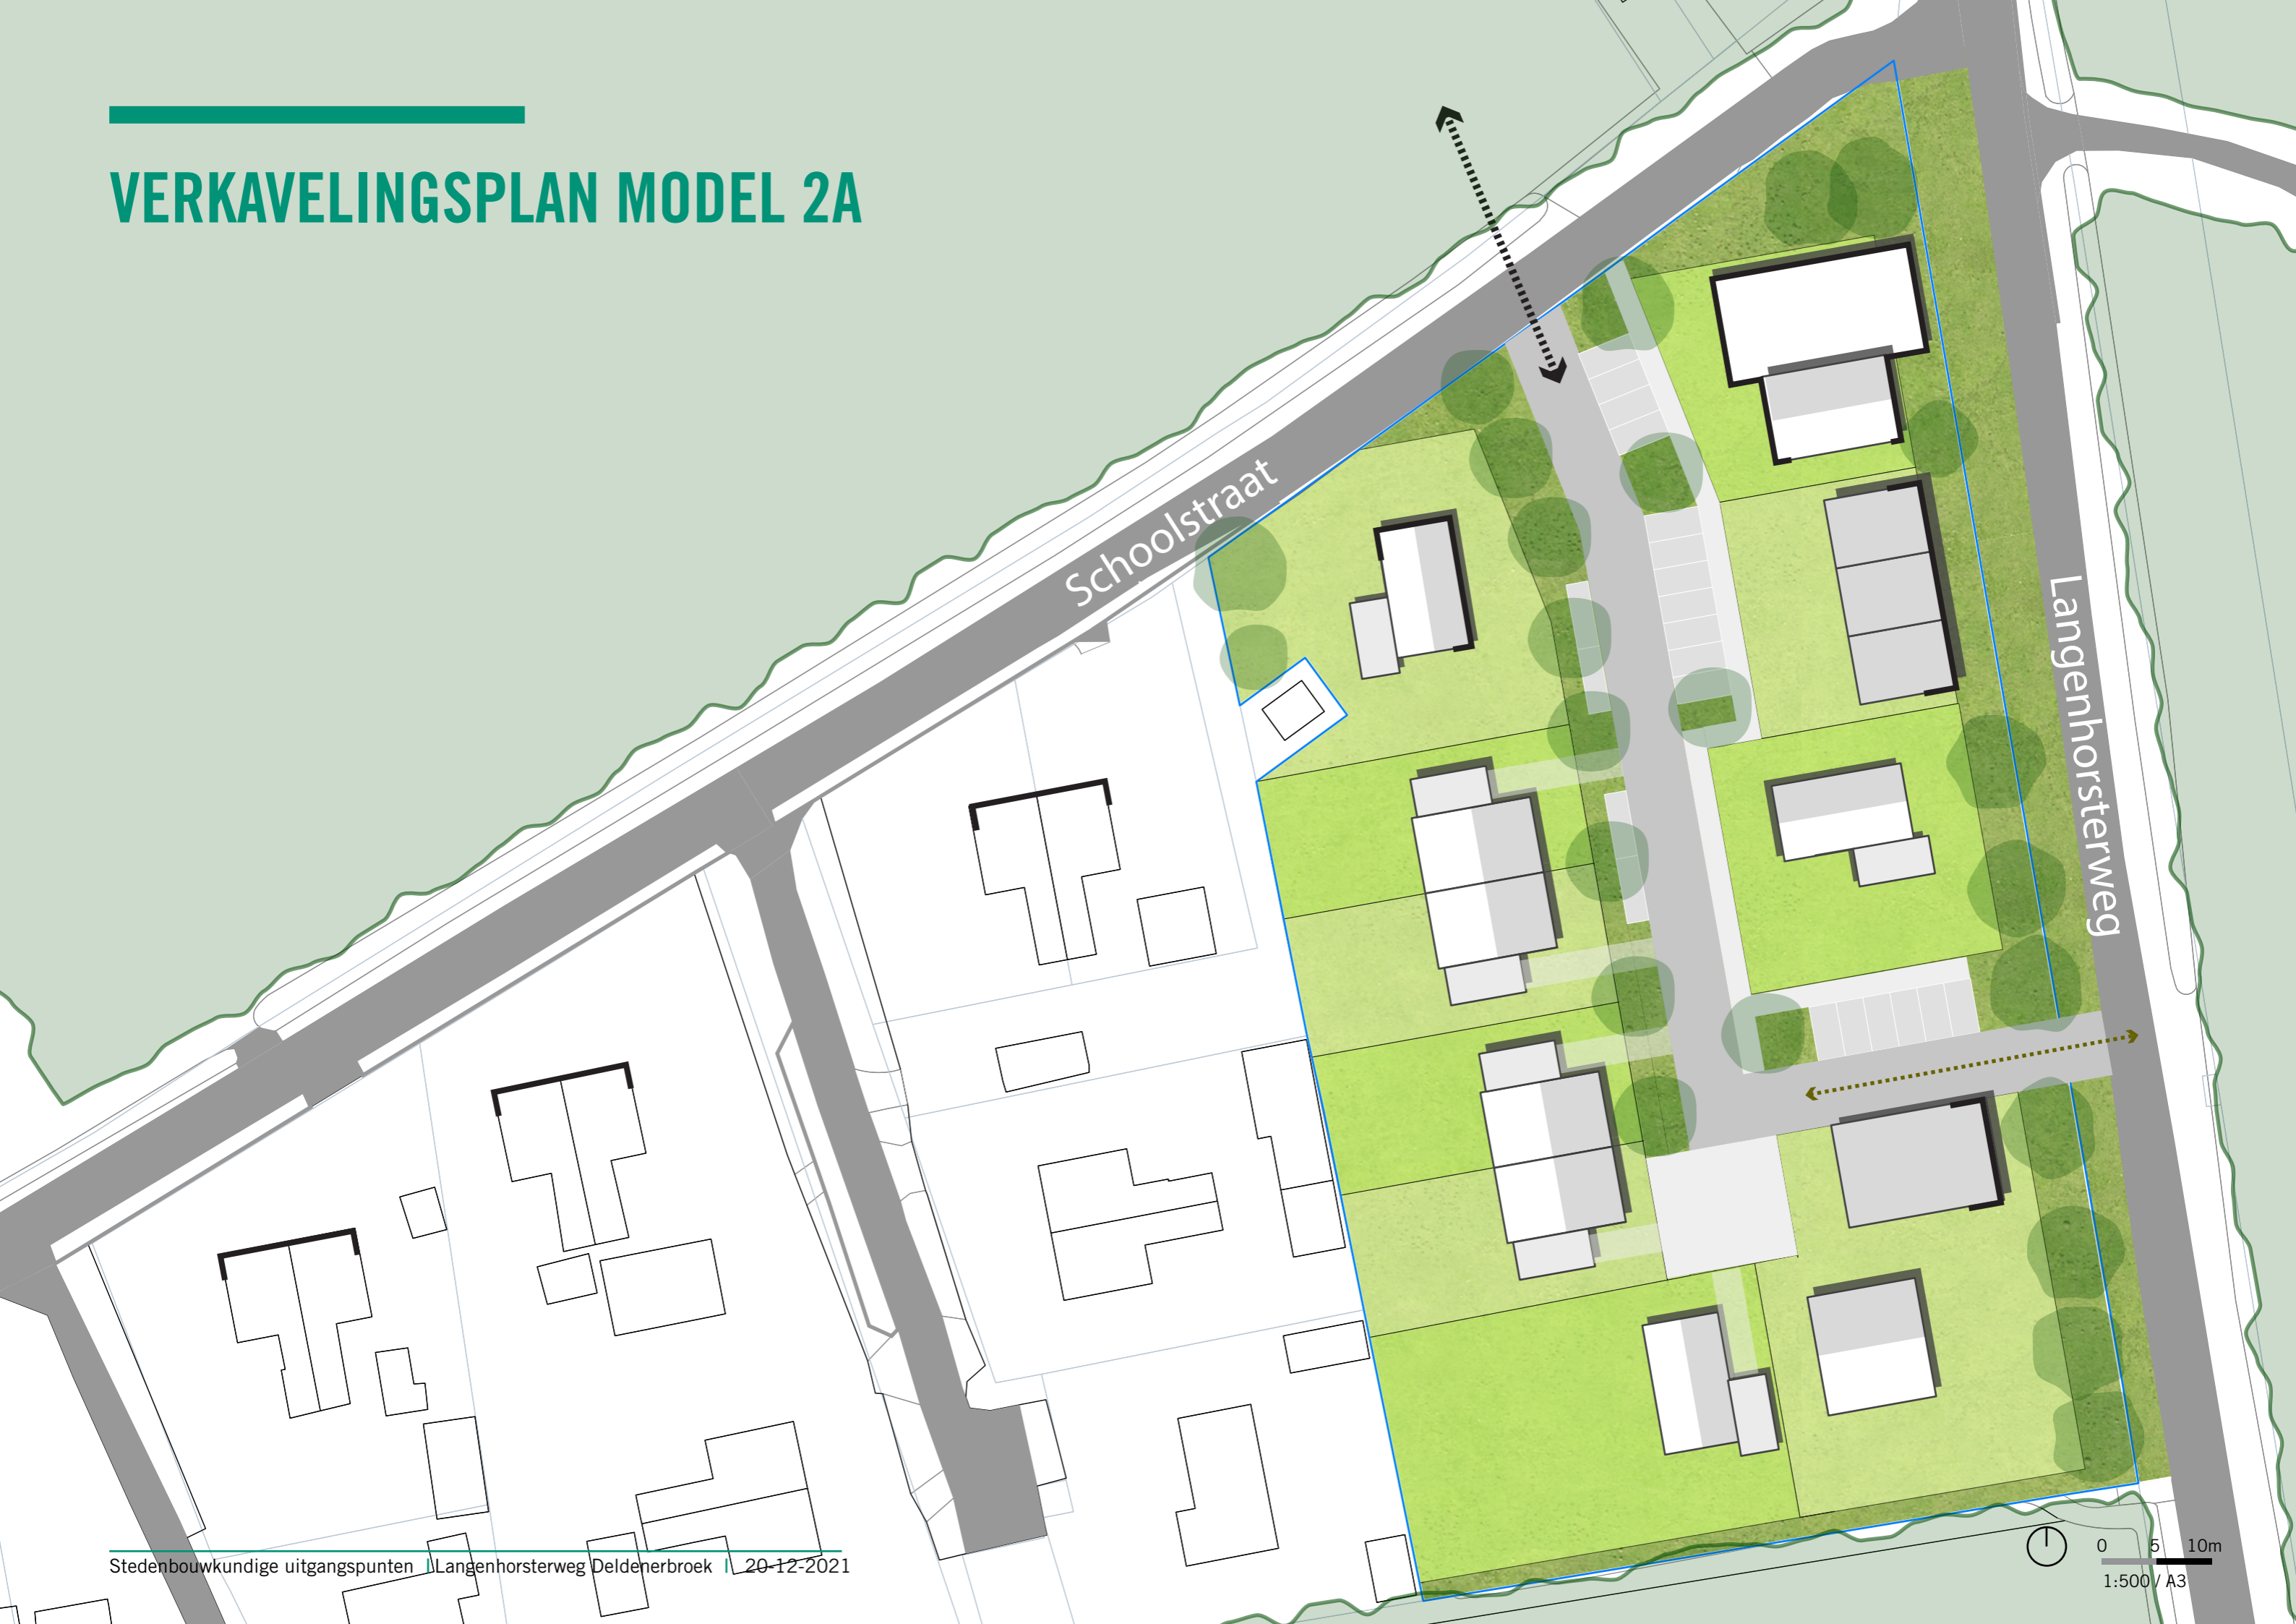 VERKAVELINGSPLAN MODEL 2A
Schoolstraat
Langenhorsterweg
Stedenbouwkundige uitgangspunten | Langenhorsterweg Deldenerbroek | 20-12-2021
0 5 10m
1:500 / A3